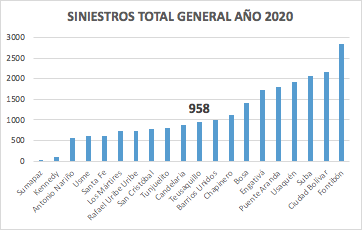 SINIESTROS TOTAL GENERAL AÑO 2020
3000
2500
2000
1500
1000
500
0
958
Sumapaz
Kennedy
Antonio Nariño
Usme
Santa Fe
Los Mártires
Rafael Uribe Uribe
San Cristóbal
Tunjuelito
Candelaria
Teusaquillo
Barrios Unidos
Chapinero
Bosa
Engativá
Puente Aranda
Usaquén
Suba
Ciudad Bolívar
Fontibón